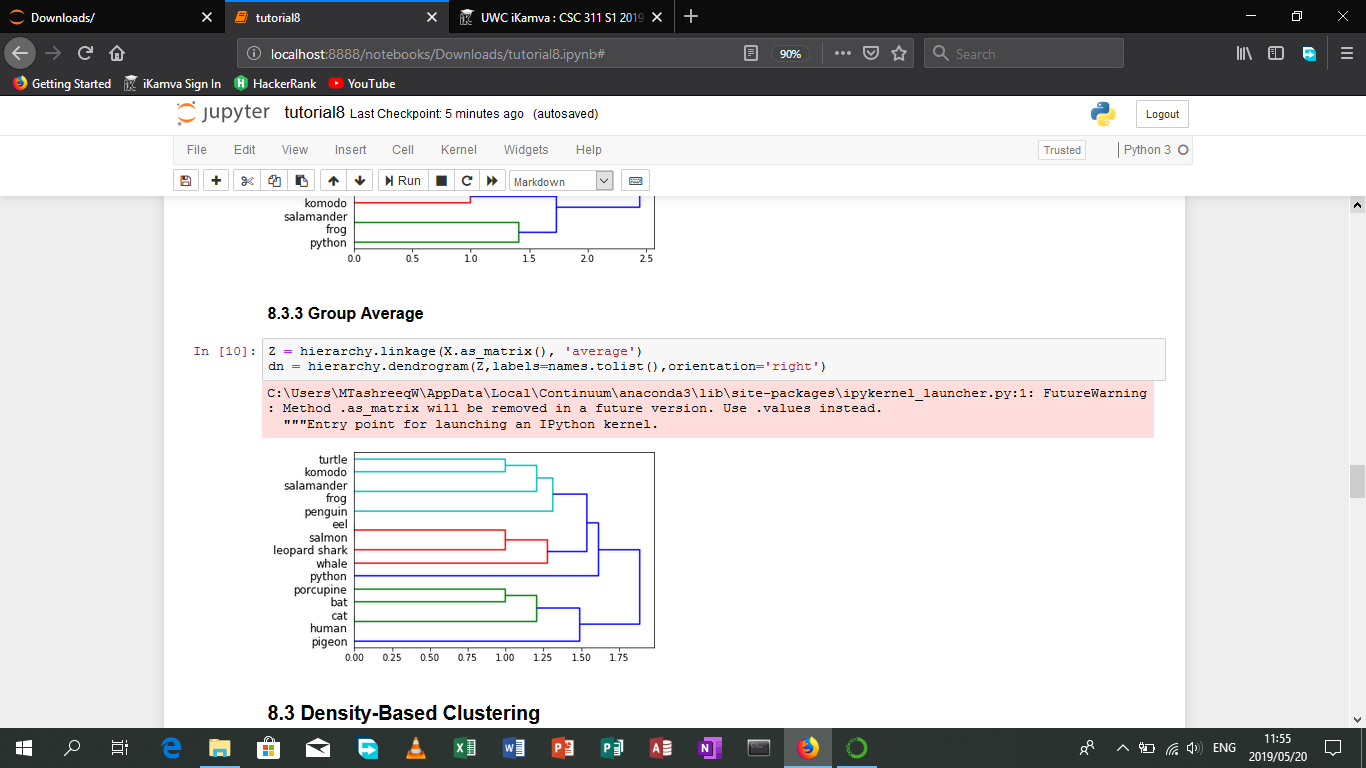 Downloads/
tutorial8
UWC iKamva : CSC 311 S1 2019
localhost:8888/notebooks/Downloads/tutorial8.ipynb#
90%
Search
Getting Started
iKamva Sign In
HackerRank
YouTube
jupyter
tutorial8 Last Checkpoint: 5 minutes ago (autosaved)
Logout
File Edit View Insert Cell Kernel Widgets Help
Trusted
Python 3
Run
Markdown
komodo
salamander
frog
python
0.0 0.5 1.0 1.5 2.0 2.5
8.3.3 Group Average
In [10]: Z = hierarchy.linkage(X.as_matrix(), 'average')
dn = hierarchy.dendrogram(Z,labels=names.tolist(),orientation='right')
C:\Users\MTashreeqW\AppData\Local\Continuum\anaconda3\lib\site-packages\ipykernel_launcher.py:1: FutureWarning
: Method .as_matrix will be removed in a future version. Use .values instead.
"""Entry point for launching an IPython kernel.
turtle
komodo
salamander
frog
penguin
eel
salmon
leopard shark
whale
python
porcupine
bat
cat
human
pigeon
0.00 0.25 0.50 0.75 1.00 1.25 1.50 1.75
8.3 Density-Based Clustering
ENG
11:55
2019/05/20